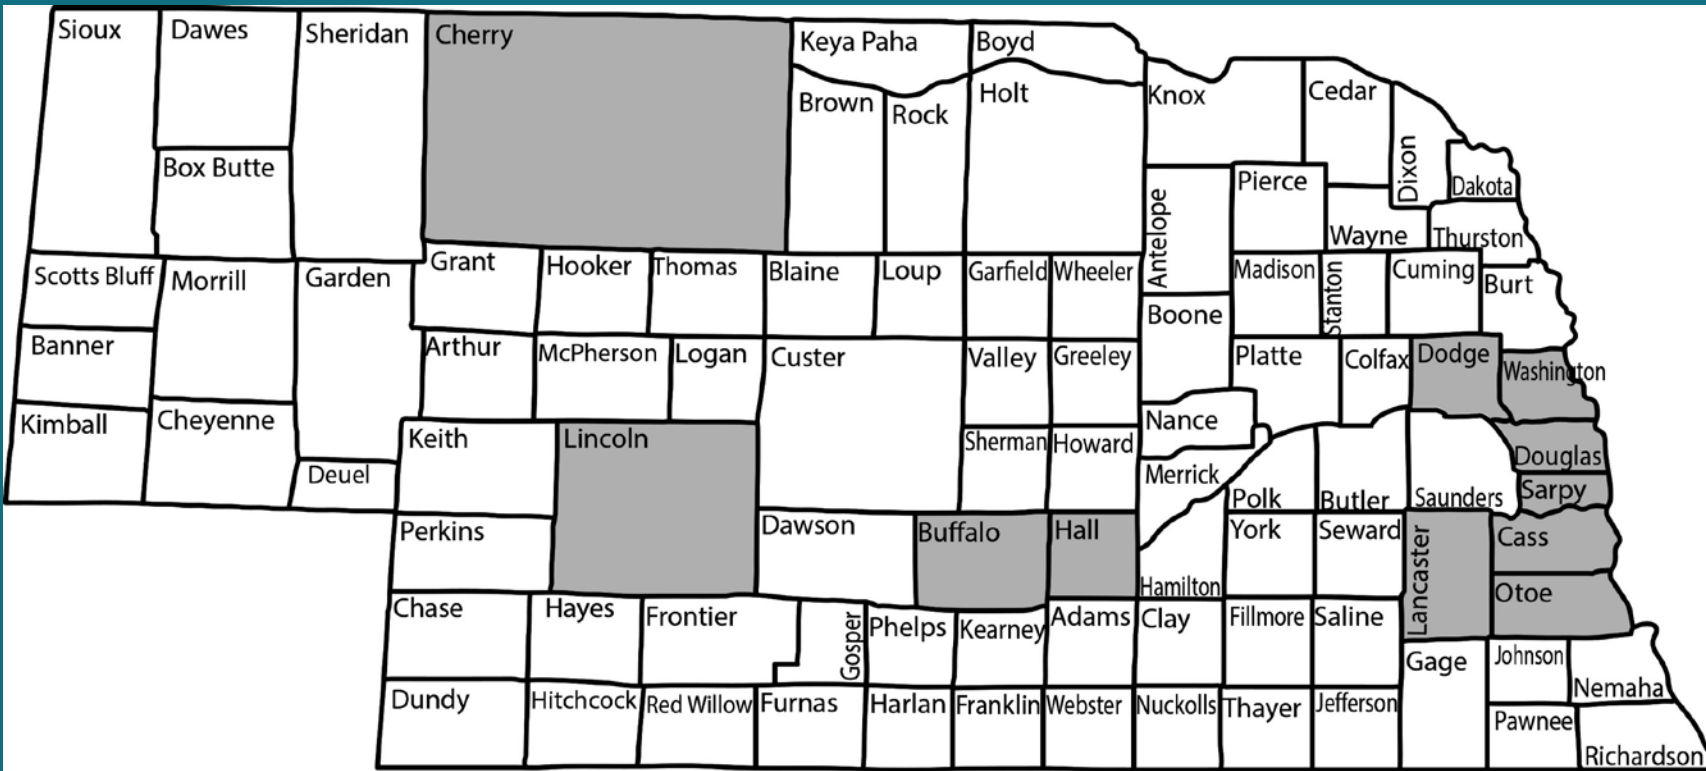 Sioux
Dawes
Sheridan
Cherry
Keya Paha
Boyd
Brown
Rock
Holt
Knox
Cedar
Dixon
Dakota
Box Butte
Antelope
Pierce
Wayne
Thurston
Scotts Bluff
Morrill
Garden
Grant
Hooker
Thomas
Blaine
Loup
Garfield
Wheeler
Madison
Stanton
Cuming
Burt
Boone
Banner
Arthur
McPherson
Logan
Custer
Valley
Greeley
Platte
Colfax
Dodge
Washington
Kimball
Cheyenne
Keith
Lincoln
Sherman
Howard
Nance
Merrick
Deuel
Polk
Butler
Saunders
Douglas
Sarpy
Perkins
Dawson
Buffalo
Hall
Hamilton
York
Seward
Lancaster
Cass
Otoe
Chase
Hayes
Frontier
Gosper
Phelps
Kearney
Adams
Clay
Fillmore
Saline
Gage
Johnson
Nemaha
Dundy
Hitchcock
Red Willow
Furnas
Harlan
Franklin
Webster
Nuckolls
Thayer
Jefferson
Pawnee
Richardson